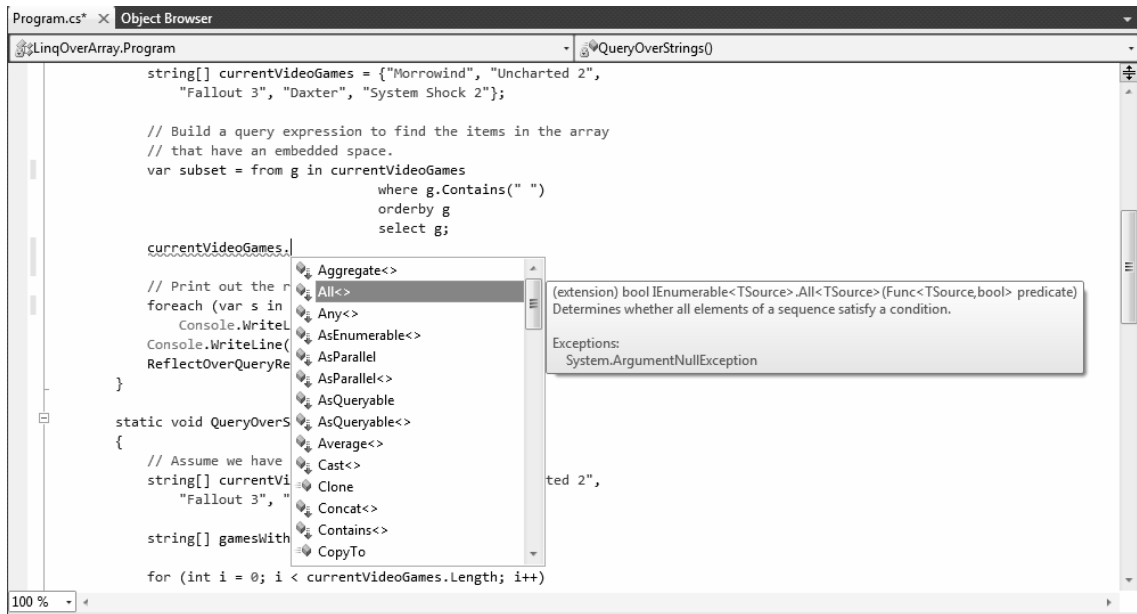 Program.cs* × Object Browser
LinqOverArray.Program QueryOverStrings()
string[] currentVideoGames = {"Morrowind", "Uncharted 2",
"Fallout 3", "Daxter", "System Shock 2"};
// Build a query expression to find the items in the array
// that have an embedded space.
var subset = from g in currentVideoGames
where g.Contains(" ")
orderby g
select g;
currentVideoGames.
Aggregate<>
// Print out the r All<> (extension) bool IEnumerable<TSource>.All<TSource>(Func<TSource,bool> predicate)
foreach (var s in Any<> Determines whether all elements of a sequence satisfy a condition.
Console.WriteL AsEnumerable<>
Console.WriteLine( AsParallel Exceptions:
ReflectOverQueryRe AsParallel<> System.ArgumentNullException
} AsQueryable
static void QueryOverS AsQueryable<>
{ Average<>
// Assume we have Cast<>
string[] currentVi Clone ted 2",
"Fallout 3", " Concat<>
string[] gamesWith Contains<>
CopyTo
for (int i = 0; i < currentVideoGames.Length; i++)
100 %